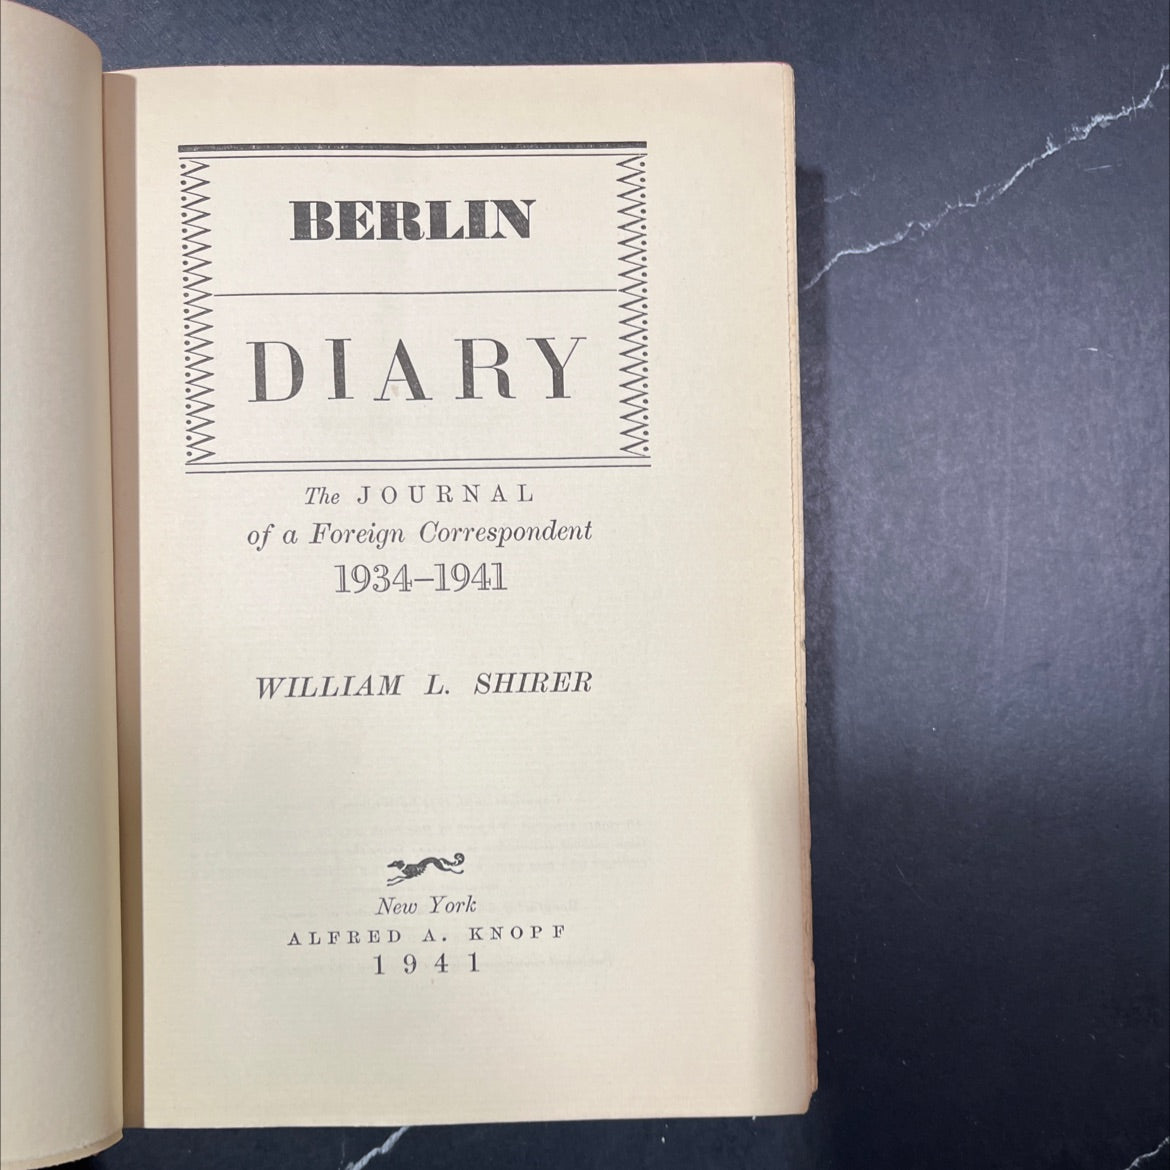 BERLIN
DIARY
The JOURNAL
of a Foreign Correspondent
1934–1941
WILLIAM L. SHIRER
New York
ALFRED A. KNOPF
1941